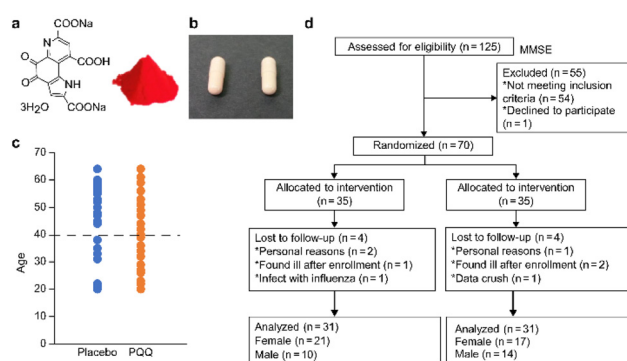 a
COONa
N
O
COOH
O
NH
3H₂O
COONa
b
c
70
60
50
40
30
20
10
0
Age
Placebo
PQQ
d
Assessed for eligibility (n = 125)
MMSE
Excluded (n = 55)
*Not meeting inclusion
criteria (n = 54)
*Declined to participate
(n = 1)
Randomized (n = 70)
Allocated to intervention
(n = 35)
Lost to follow-up (n = 4)
*Personal reasons (n = 2)
*Found ill after enrollment (n = 1)
*Infect with influenza (n = 1)
Analyzed (n = 31)
Female (n = 21)
Male (n = 10)
Allocated to intervention
(n = 35)
Lost to follow-up (n = 4)
*Personal reasons (n = 1)
*Found ill after enrollment (n = 2)
*Data crush (n = 1)
Analyzed (n = 31)
Female (n = 17)
Male (n = 14)